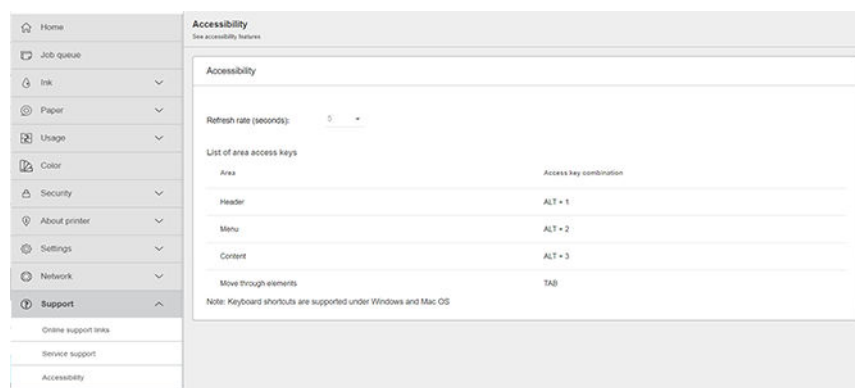 Home
Job queue
Ink
Paper
Usage
Color
Security
About printer
Settings
Network
Support
Online support links
Service support
Accessibility
Accessibility
See accessibility features
Accessibility
Refresh rate (seconds): 5
List of area access keys
Area Access key combination
Header ALT + 1
Menu ALT + 2
Content ALT + 3
Move through elements TAB
Note: Keyboard shortcuts are supported under Windows and Mac OS